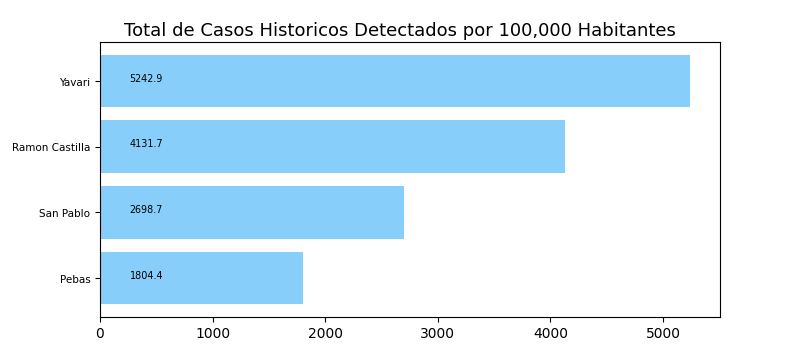 Total de Casos Historicos Detectados por 100,000 Habitantes
Yavari 5242.9
Ramon Castilla 4131.7
San Pablo 2698.7
Pebas 1804.4
0 1000 2000 3000 4000 5000